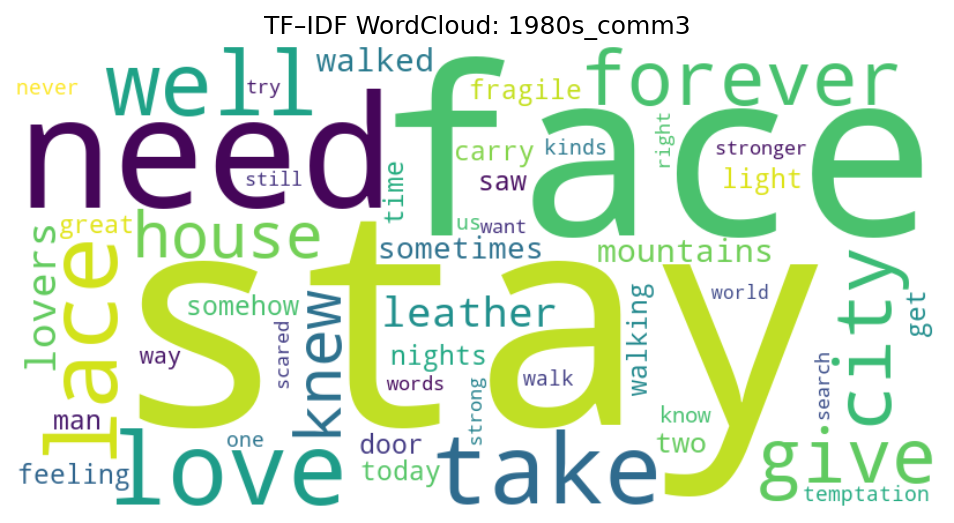 TF–IDF WordCloud: 1980s_comm3
never
well
try
walked
fragile
forever
need
face
still
time
carry
kinds
saw
right
stronger
light
great
house
us
want
sometimes
mountains
lovers
lace
stay
somehow
knew
leather
walking
world
city
get
way
scared
nights
words
strong
walk
search
man
know
feeling
love
one
door
today
take
two
give
temptation